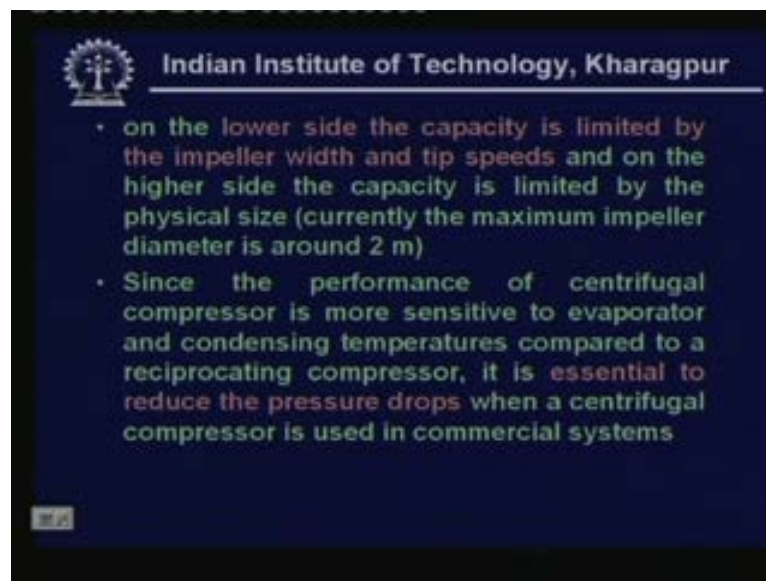 Indian Institute of Technology, Kharagpur
• on the lower side the capacity is limited by
the impeller width and tip speeds and on the
higher side the capacity is limited by the
physical size (currently the maximum impeller
diameter is around 2 m)
• Since the performance of centrifugal
compressor is more sensitive to evaporator
and condensing temperatures compared to a
reciprocating compressor, it is essential to
reduce the pressure drops when a centrifugal
compressor is used in commercial systems